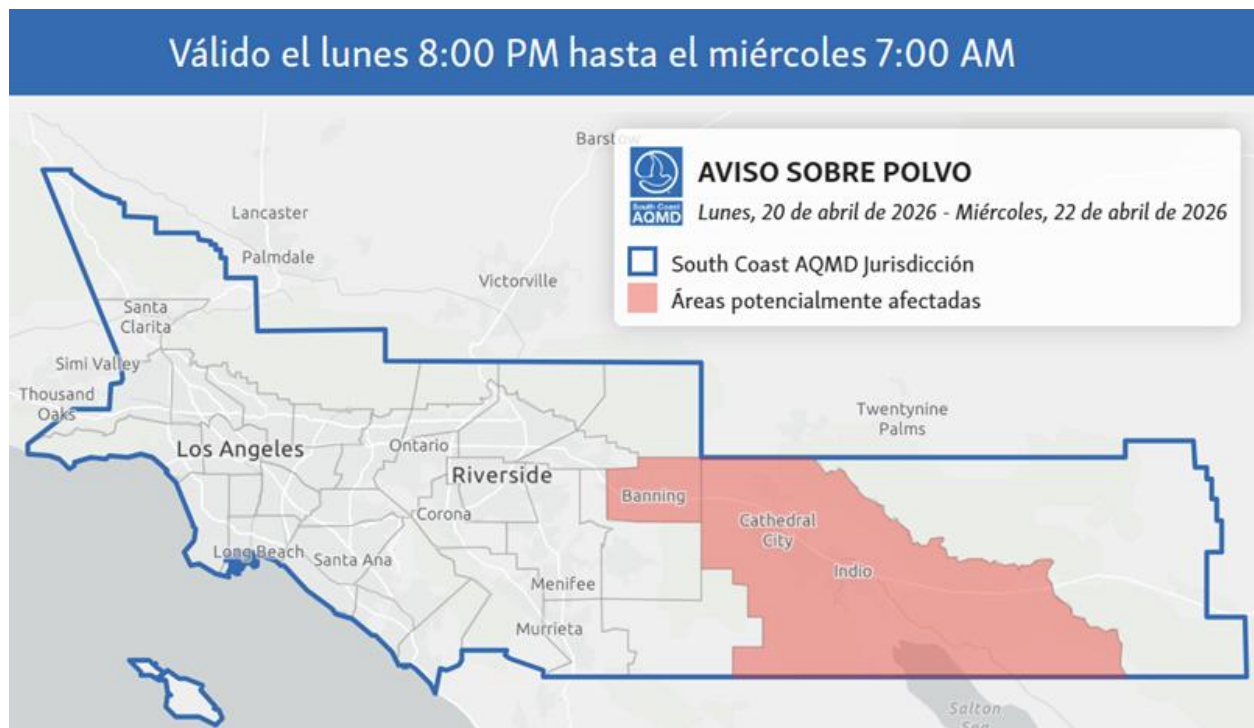 Válido el lunes 8:00 PM hasta el miércoles 7:00 AM
Barstow
AVISO SOBRE POLVO
South Coast
AQMD
Lunes, 20 de abril de 2026 - Miércoles, 22 de abril de 2026
South Coast AQMD Jurisdicción
Áreas potencialmente afectadas
Lancaster
Palmdale
Victorville
Santa
Clarita
Simi Valley
Thousand
Oaks
Twentynine
Palms
Los Angeles
Ontario
Riverside
Banning
Corona
Cathedral
City
Long Beach
Santa Ana
Indio
Menifee
Murrieta
Salton
Sea